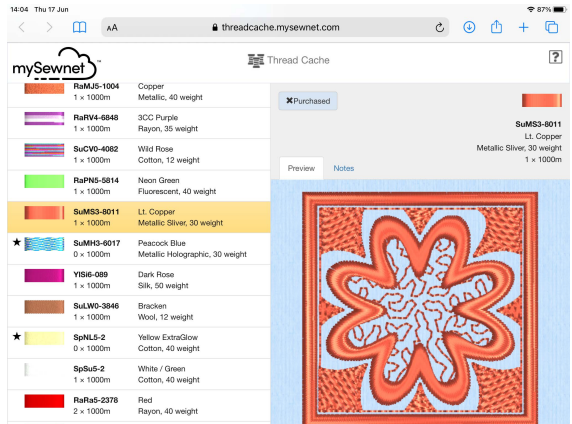 14:04 Thu 17 Jun
87%
AA
threadcache.mysewnet.com
mySewnet™
Thread Cache
?
RaMJ5-1004 Copper
1 × 1000m Metallic, 40 weight
RaRV4-6848 3CC Purple
1 × 1000m Rayon, 35 weight
SuCV0-4082 Wild Rose
1 × 1000m Cotton, 12 weight
RaPN5-5814 Neon Green
1 × 1000m Fluorescent, 40 weight
SuMS3-8011 Lt. Copper
1 × 1000m Metallic Sliver, 30 weight
SuMH3-6017 Peacock Blue
0 × 1000m Metallic Holographic, 30 weight
YlSi6-089 Dark Rose
1 × 1000m Silk, 50 weight
SuLW0-3846 Bracken
1 × 1000m Wool, 12 weight
SpNL5-2 Yellow ExtraGlow
0 × 1000m Cotton, 40 weight
SpSu5-2 White / Green
1 × 1000m Cotton, 40 weight
RaRa5-2378 Red
2 × 1000m Rayon, 40 weight
Purchased
SuMS3-8011
Lt. Copper
Metallic Sliver, 30 weight
1 × 1000m
Preview Notes